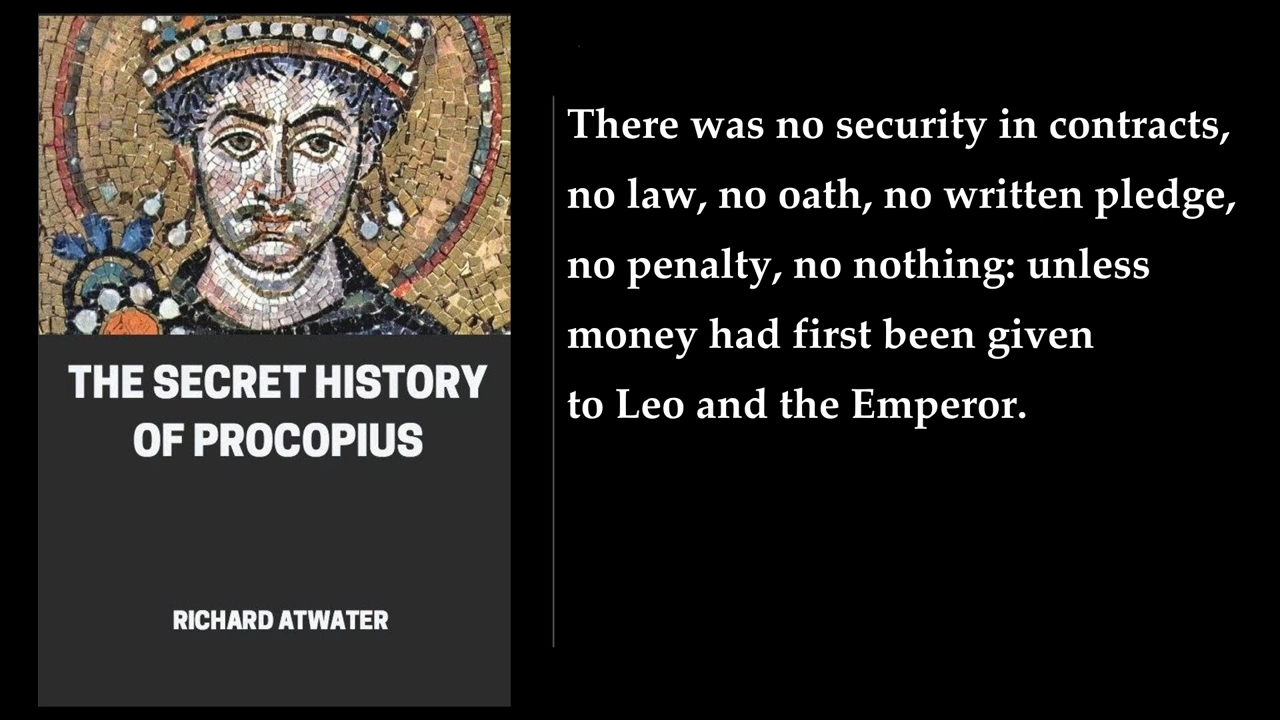 THE SECRET HISTORY
OF PROCOPIUS
RICHARD ATWATER
There was no security in contracts,
no law, no oath, no written pledge,
no penalty, no nothing: unless
money had first been given
to Leo and the Emperor.